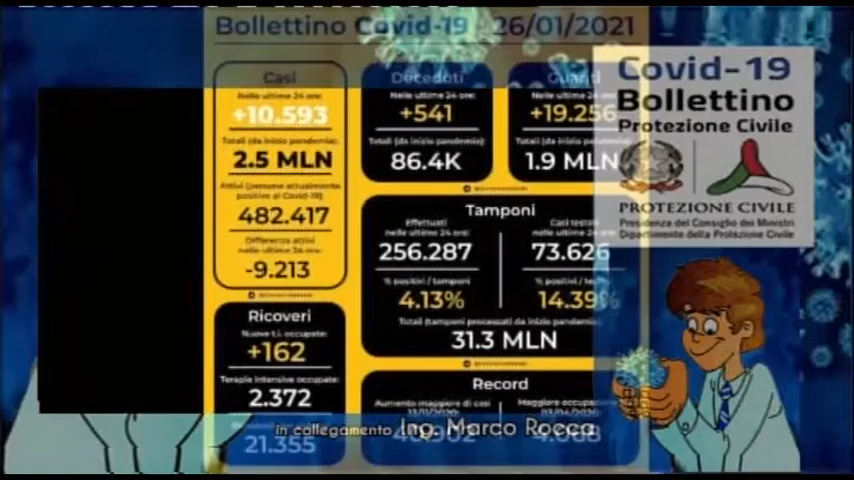 Bollettino Covid-19 26/01/2021
Casi
Nelle ultime 24 ore:
+10.593
Totali (da inizio pandemia):
2.5 MLN
Attivi (persone attualmente
positive al Covid-19):
482.417
Differenza attivi
nelle ultime 24 ore:
-9.213
Deceduti
Nelle ultime 24 ore:
+541
Totali (da inizio pandemia):
86.4K
Guariti
Nelle ultime 24 ore:
+19.256
Totali (da inizio pandemia):
1.9 MLN
Covid-19
Bollettino
Protezione Civile
PROTEZIONE CIVILE
Presidenza del Consiglio dei Ministri
Dipartimento della Protezione Civile
Tamponi
Effettuati
nelle ultime 24 ore:
256.287
% positivi / tamponi
4.13%
Casi testati
nelle ultime 24 ore:
73.626
% positivi /
14.39%
Totali (tamponi processati da inizio pandemia)
31.3 MLN
Ricoveri
Nuove t.i. occupate:
+162
Terapie intensive occupate:
2.372
21.355
Record
Aumento maggiore di casi
Maggiore occupazione
in collegamento Ing. Marco Rocca